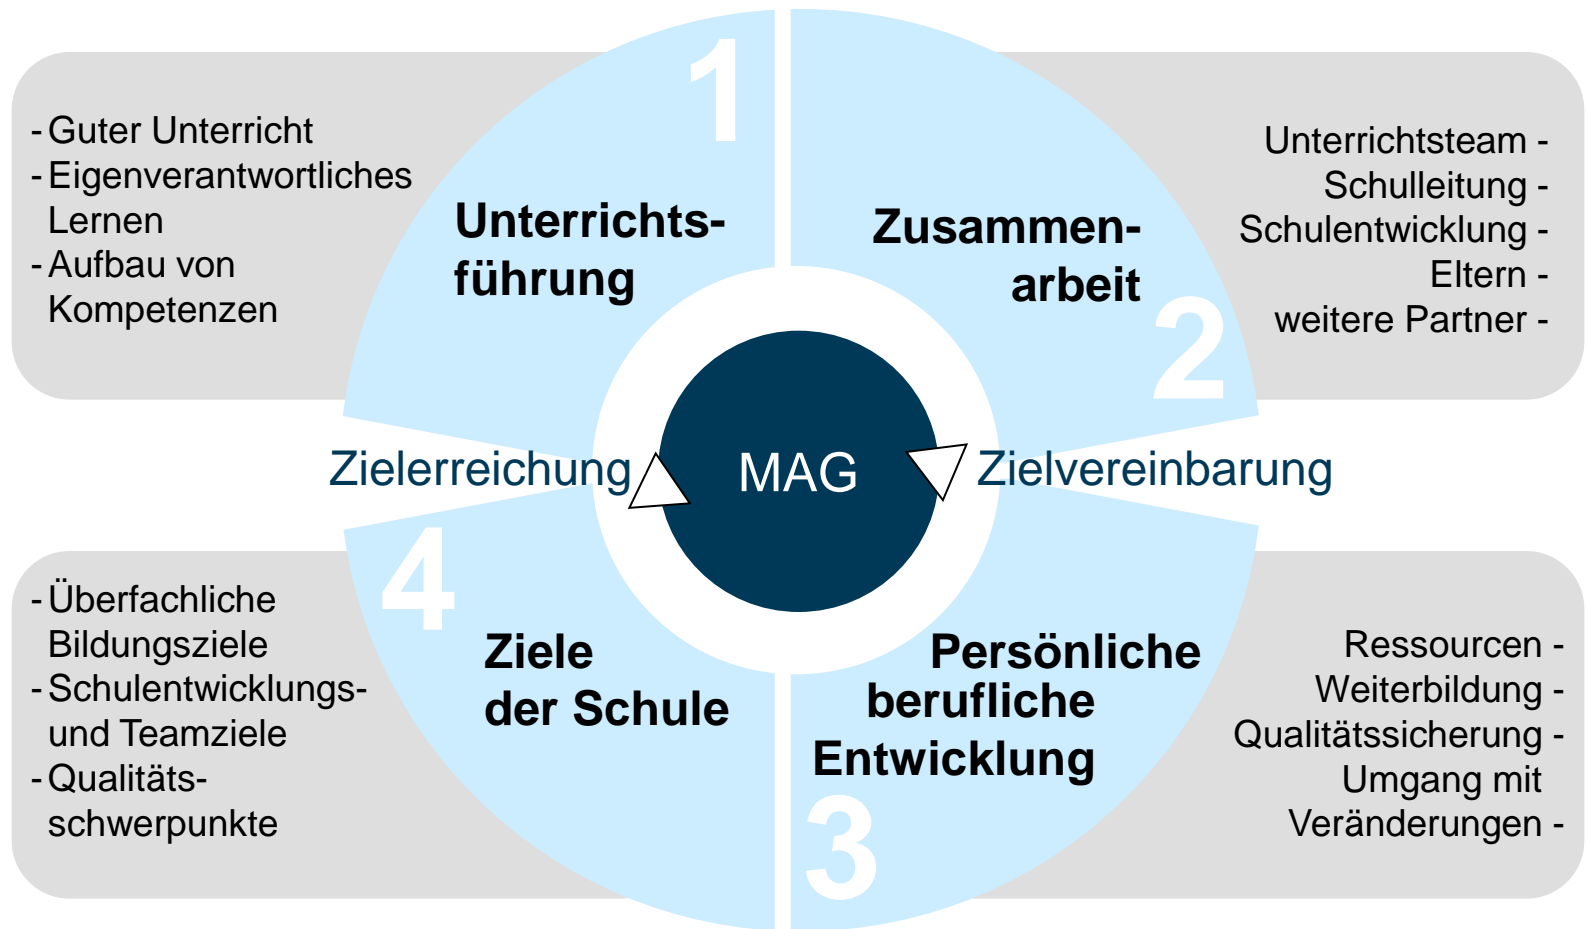 1
- Guter Unterricht
- Eigenverantwortliches
Lernen
- Aufbau von
Kompetenzen
Unterrichts-
führung
Zusammen-
arbeit
2
Unterrichtsteam -
Schulleitung -
Schulentwicklung -
Eltern -
weitere Partner -
Zielerreichung
MAG
Zielvereinbarung
4
- Überfachliche
Bildungsziele
- Schulentwicklungs-
und Teamziele
- Qualitäts-
schwerpunkte
Ziele
der Schule
Persönliche
berufliche
Entwicklung
3
Ressourcen -
Weiterbildung -
Qualitätssicherung -
Umgang mit
Veränderungen -